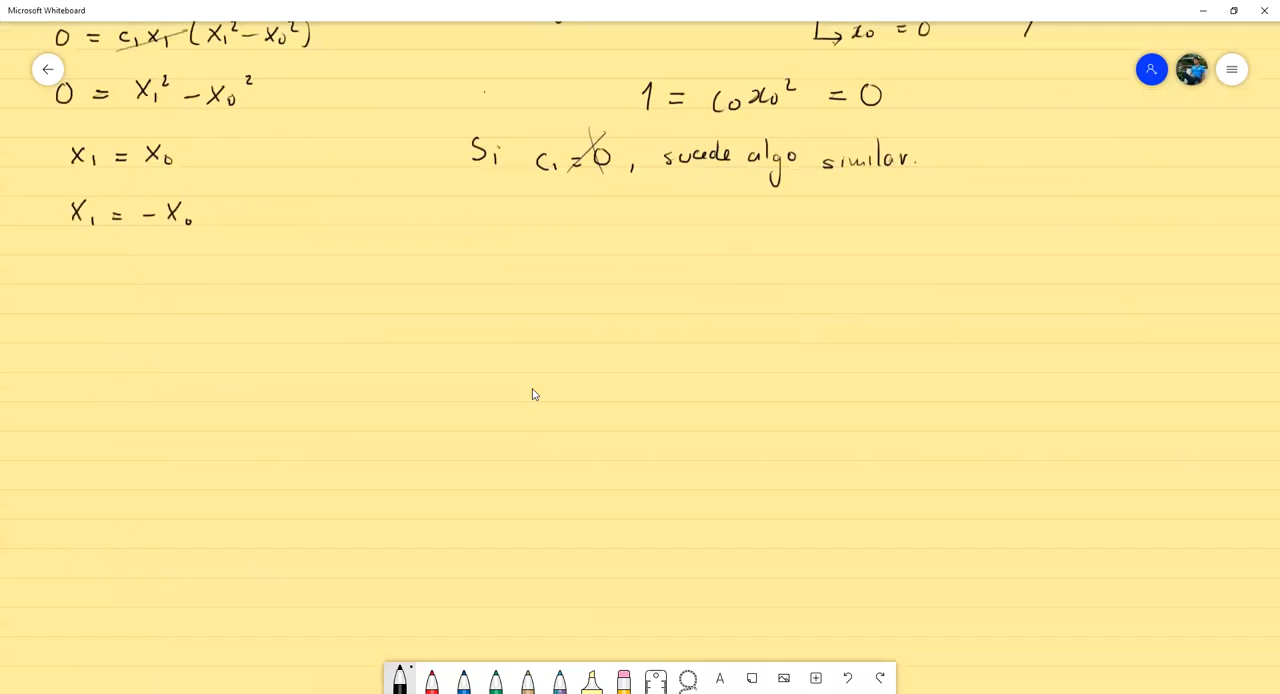 Microsoft Whiteboard
0 = c₁x₁ (x₁² − x₀²)
↳ x₀ = 0
0 = x₁² − x₀²
1 = c₀x₀² = 0
x₁ = x₀
Si c₁ = 0, sucede algo similar.
x₁ = − x₀